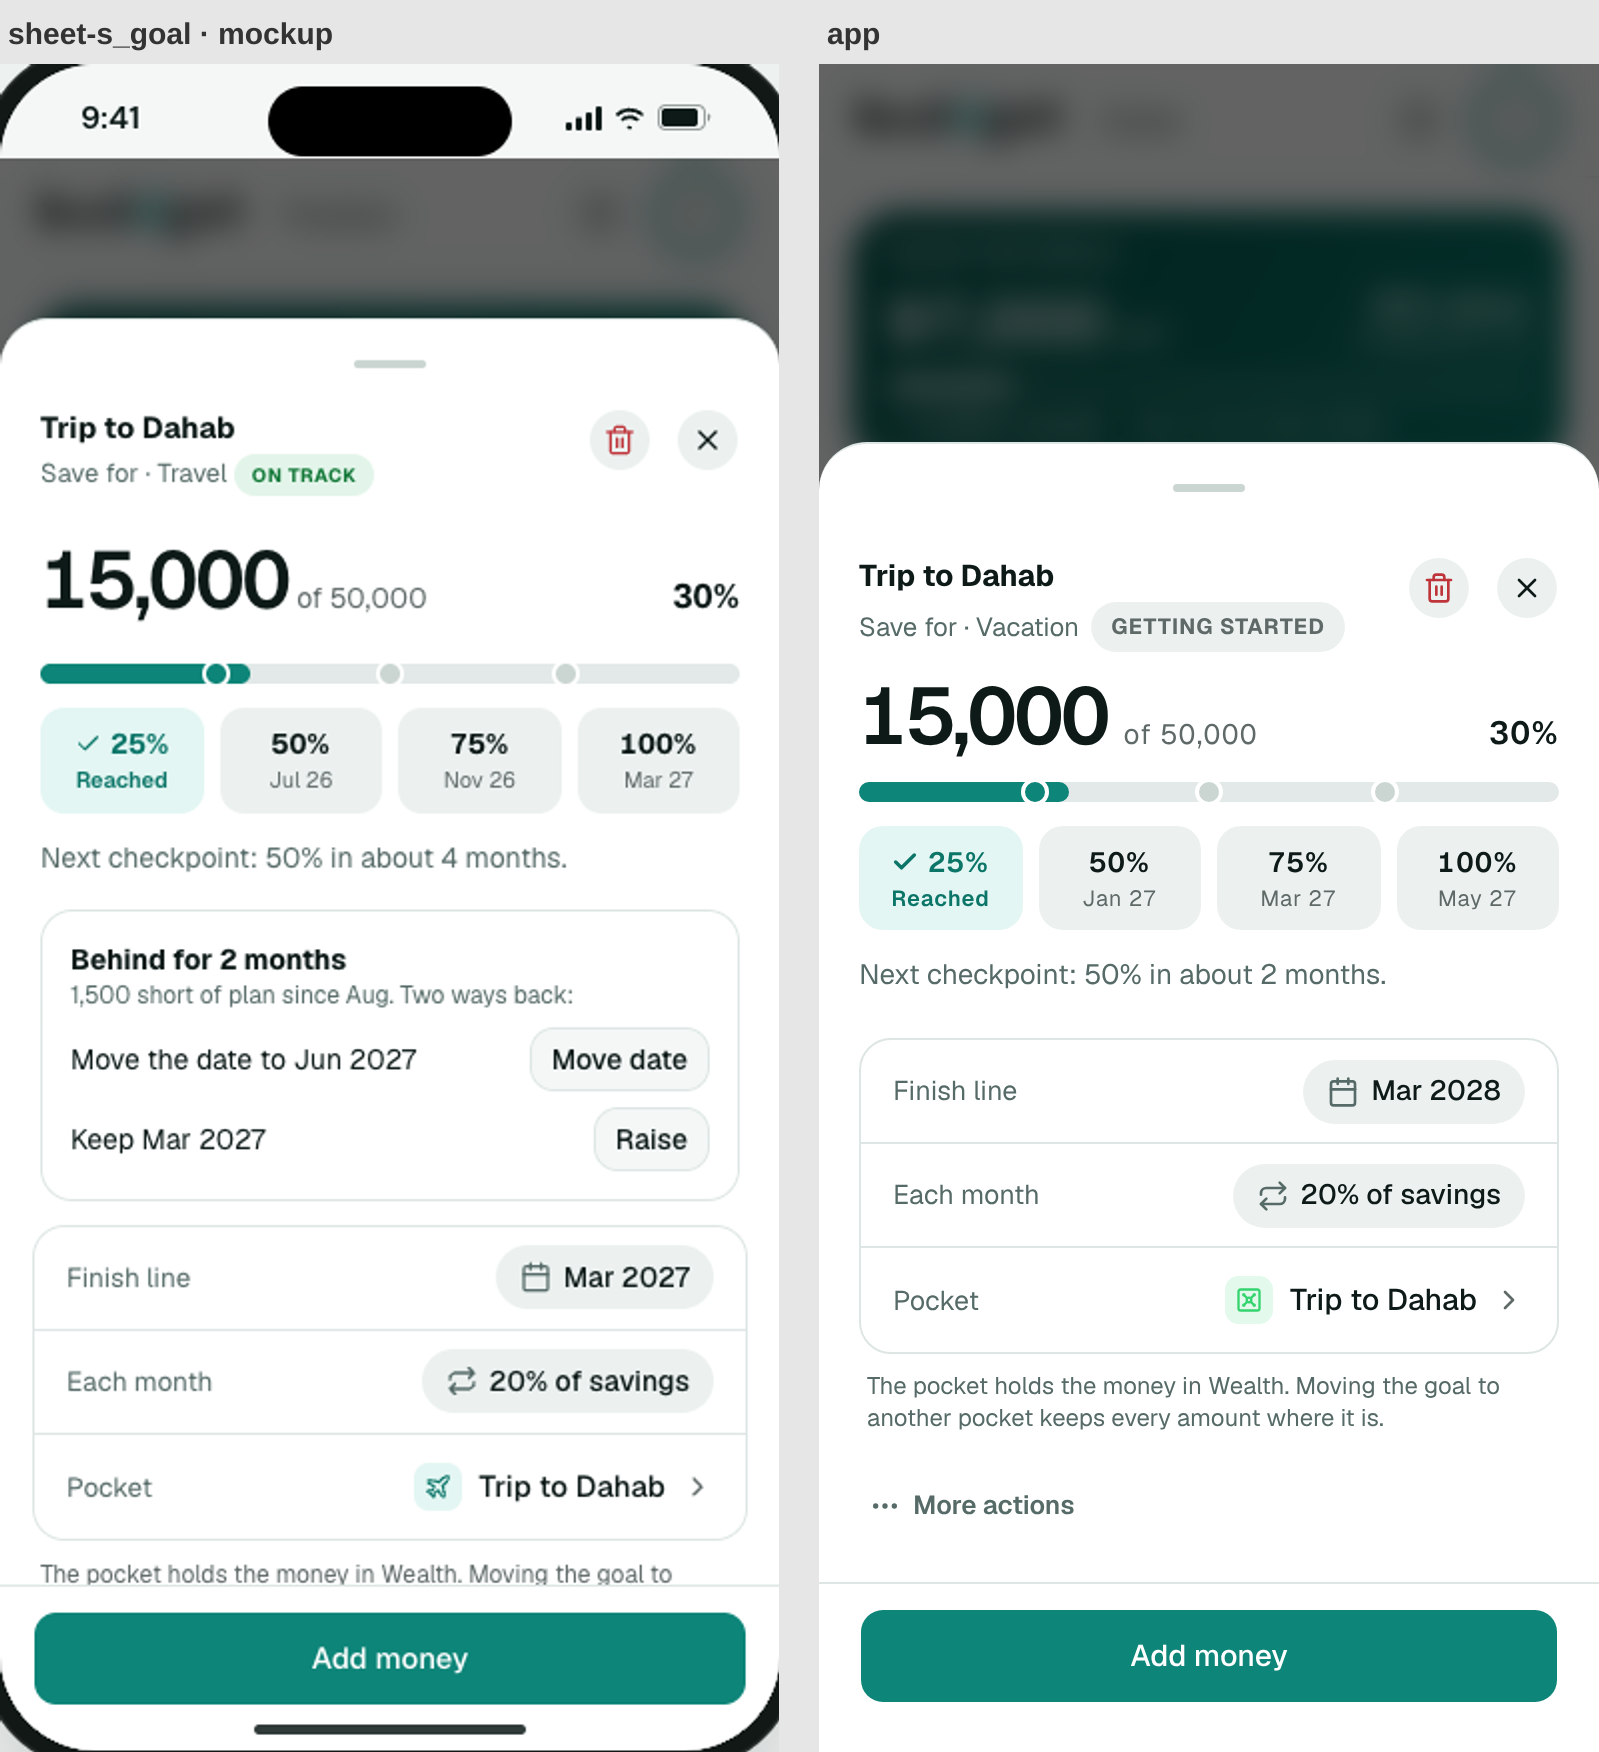 sheet-s_goal · mockup
9:41
Trip to Dahab
Save for · Travel ON TRACK
15,000 of 50,000 30%
25% 50% 75% 100%
Reached Jul 26 Nov 26 Mar 27
Next checkpoint: 50% in about 4 months.
Behind for 2 months
1,500 short of plan since Aug. Two ways back:
Move the date to Jun 2027 Move date
Keep Mar 2027 Raise
Finish line Mar 2027
Each month 20% of savings
Pocket Trip to Dahab
The pocket holds the money in Wealth. Moving the goal to
Add money
app
Trip to Dahab
Save for · Vacation GETTING STARTED
15,000 of 50,000 30%
25% 50% 75% 100%
Reached Jan 27 Mar 27 May 27
Next checkpoint: 50% in about 2 months.
Finish line Mar 2028
Each month 20% of savings
Pocket Trip to Dahab
The pocket holds the money in Wealth. Moving the goal to
another pocket keeps every amount where it is.
More actions
Add money